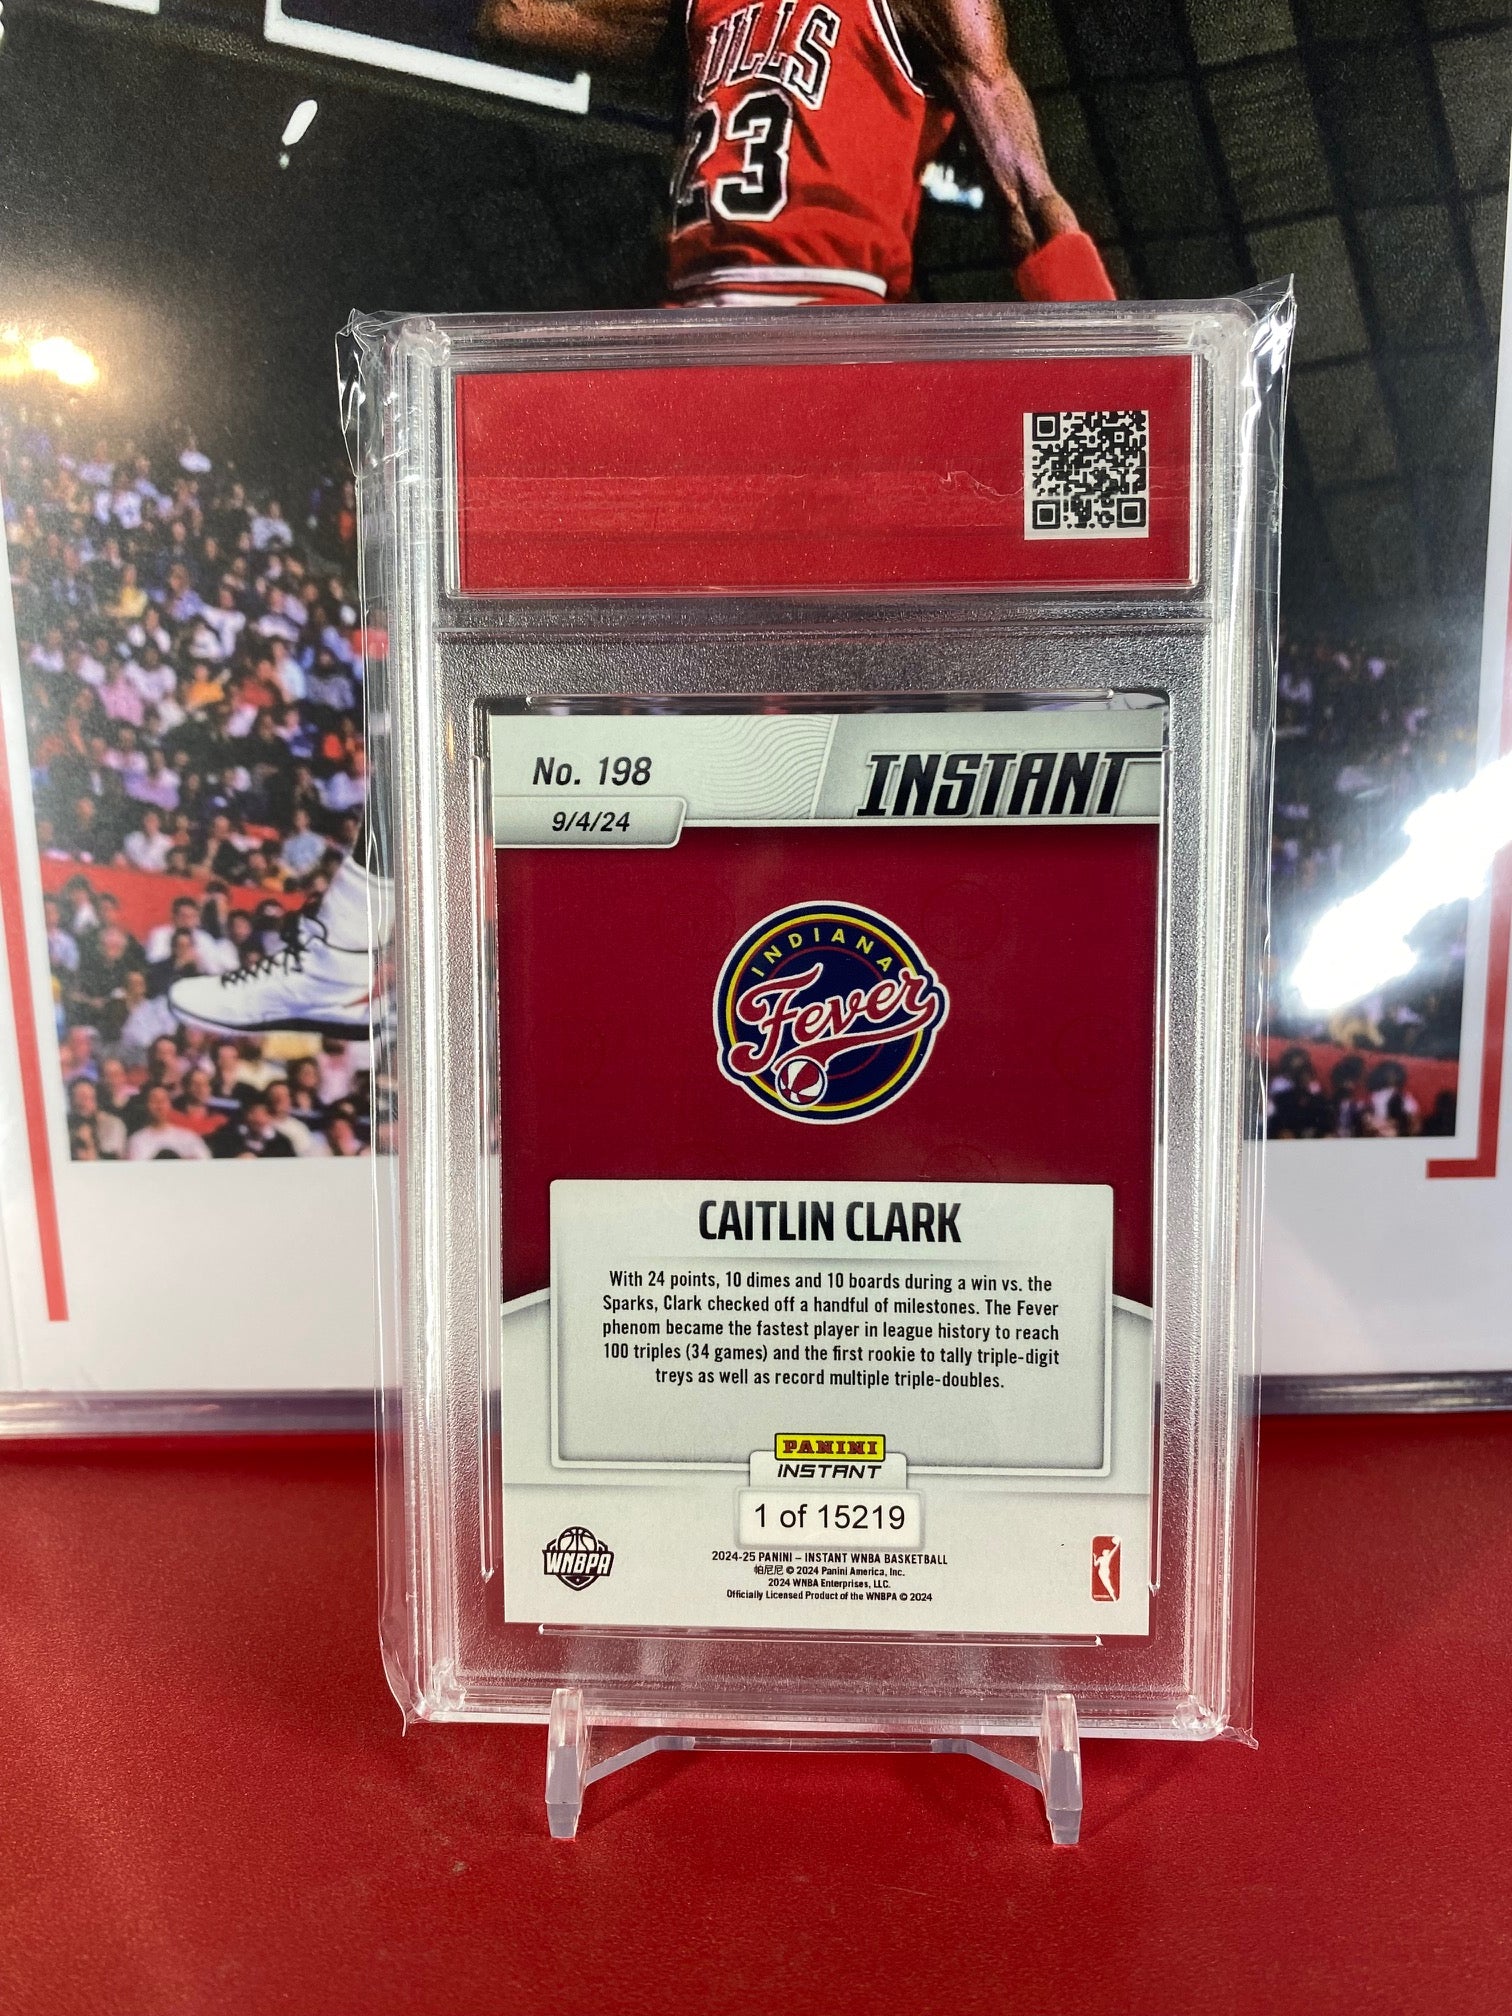 BULLS
23
No. 198
INSTANT
9/4/24
INDIANA
Fever
CAITLIN CLARK
With 24 points, 10 dimes and 10 boards during a win vs. the
Sparks, Clark checked off a handful of milestones. The Fever
phenom became the fastest player in league history to reach
100 triples (34 games) and the first rookie to tally triple-digit
treys as well as record multiple triple-doubles.
PANINI
INSTANT
1 of 15219
WNBPA
2024-25 PANINI – INSTANT WNBA BASKETBALL
帕尼尼 © 2024 Panini America, Inc.
2024 WNBA Enterprises, LLC.
Officially Licensed Product of the WNBPA © 2024